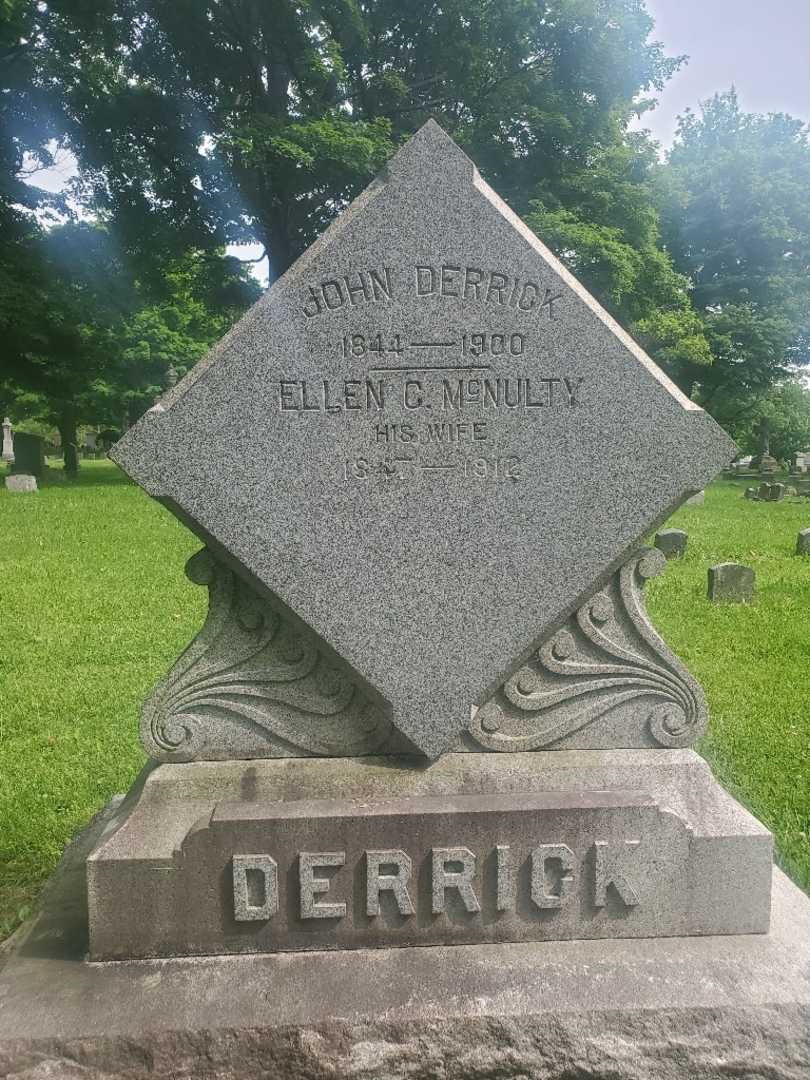 JOHN DERRICK
1844—1900
ELLEN C. McNULTY
HIS WIFE
1847—1912
DERRICK